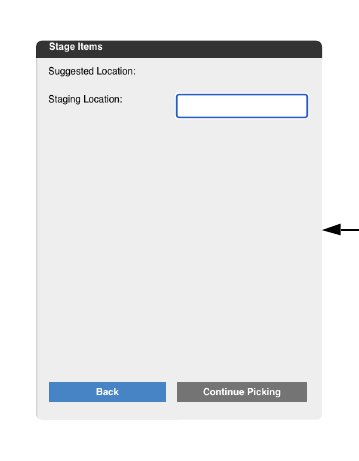 Stage Items
Suggested Location:
Staging Location:
Back
Continue Picking